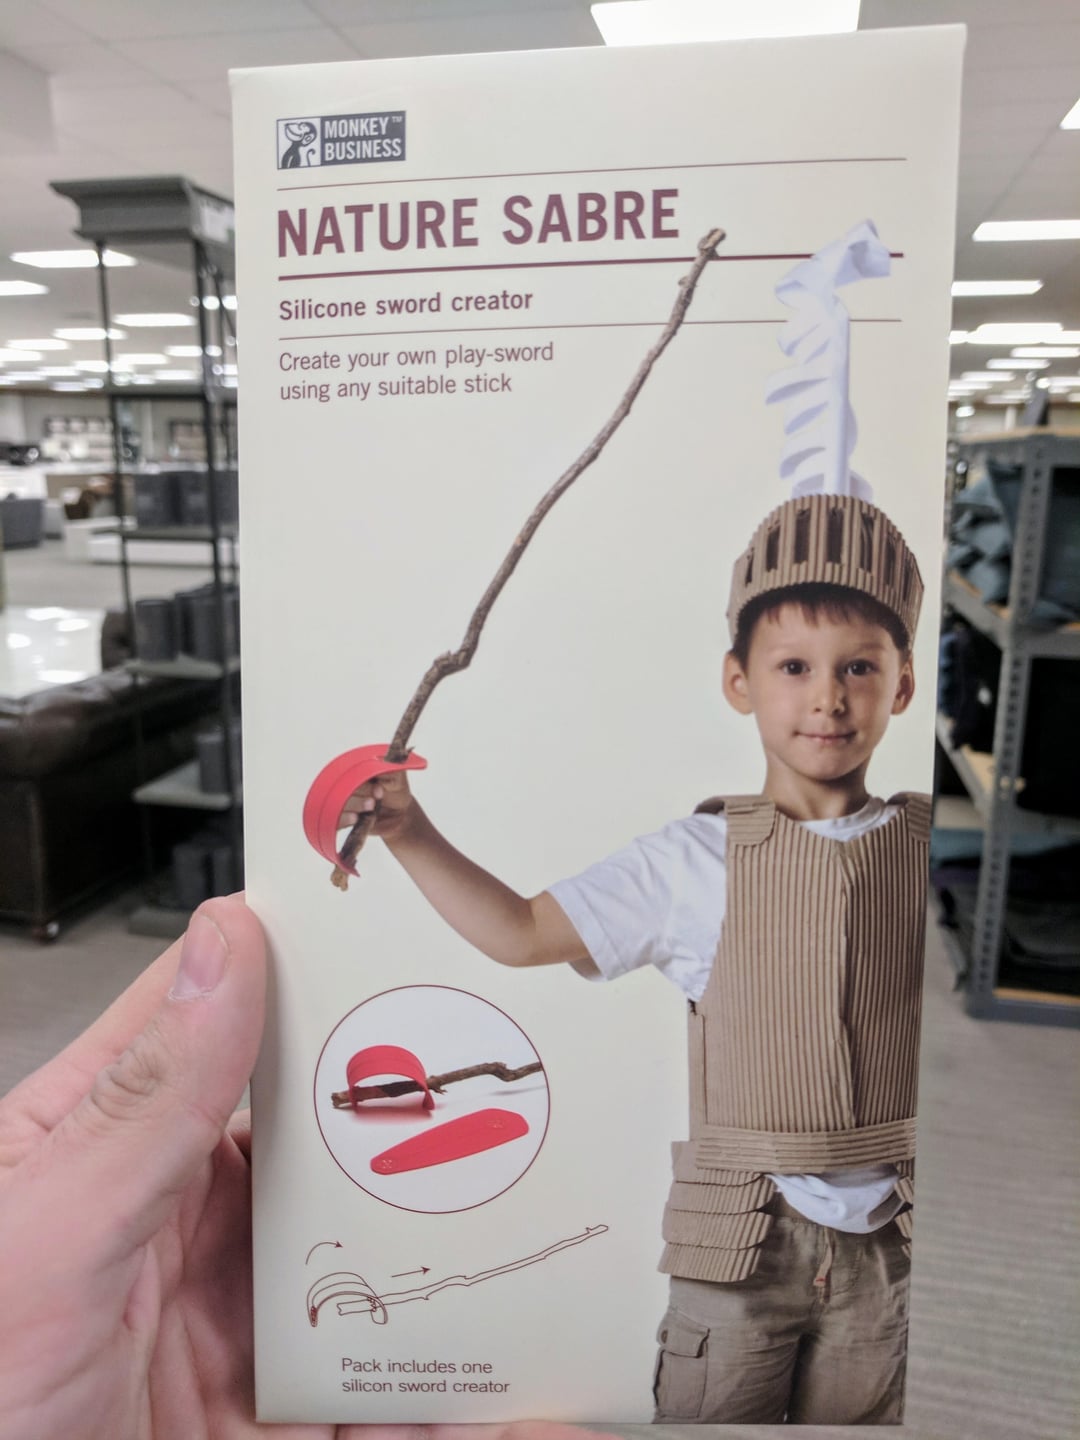 MONKEY™
BUSINESS
NATURE SABRE
Silicone sword creator
Create your own play-sword
using any suitable stick
Pack includes one
silicon sword creator